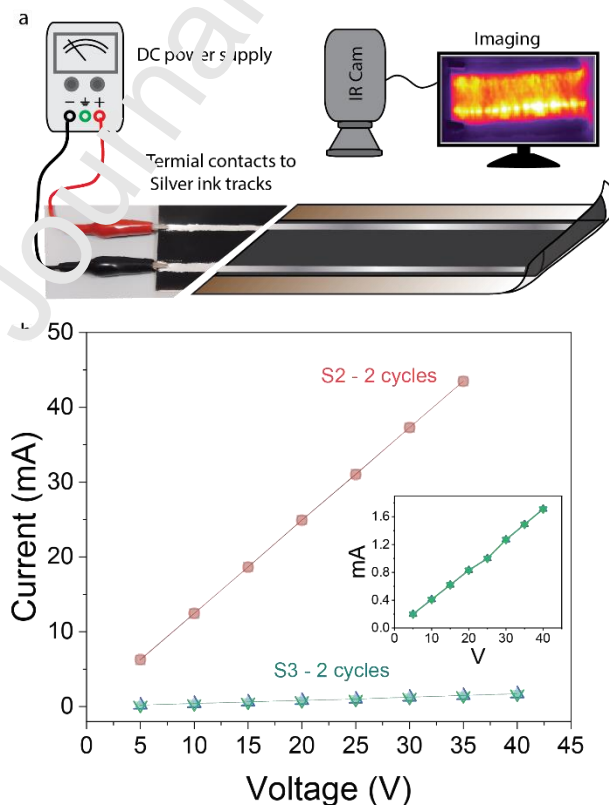 a
DC power supply
Imaging
IR Cam
Termial contacts to
Silver ink tracks
Journal
50
S2 - 2 cycles
40
30
20
10
0
Current (mA)
1.6
1.2
0.8
0.4
0.0
mA
0 10 20 30 40
V
S3 - 2 cycles
0 5 10 15 20 25 30 35 40 45
Voltage (V)